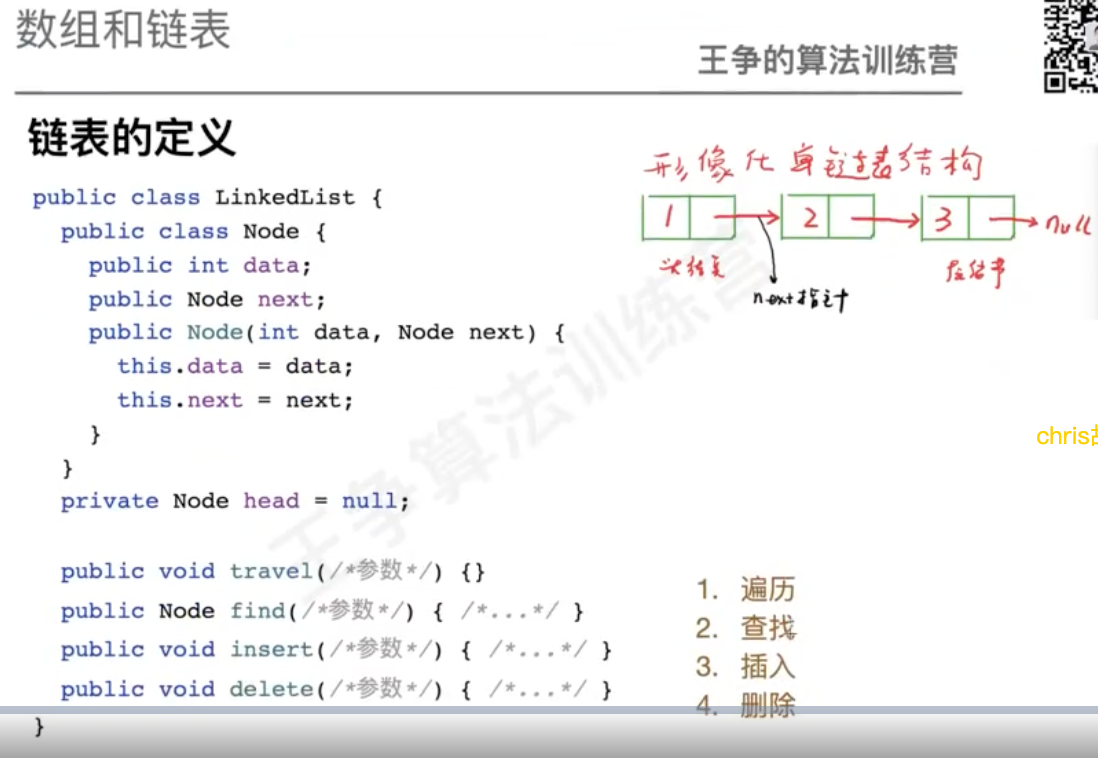 数组和链表
王争的算法训练营
链表的定义
public class LinkedList {
public class Node {
public int data;
public Node next;
public Node(int data, Node next) {
this.data = data;
this.next = next;
}
}
private Node head = null;
public void travel(/*参数*/) {}
public Node find(/*参数*/) { /*...*/ }
public void insert(/*参数*/) { /*...*/ }
public void delete(/*参数*/) { /*...*/ }
}
形像化单链表结构
1 2 3 null
头结点
尾结点
next指针
1. 遍历
2. 查找
3. 插入
4. 删除
王争算法训练营
chris